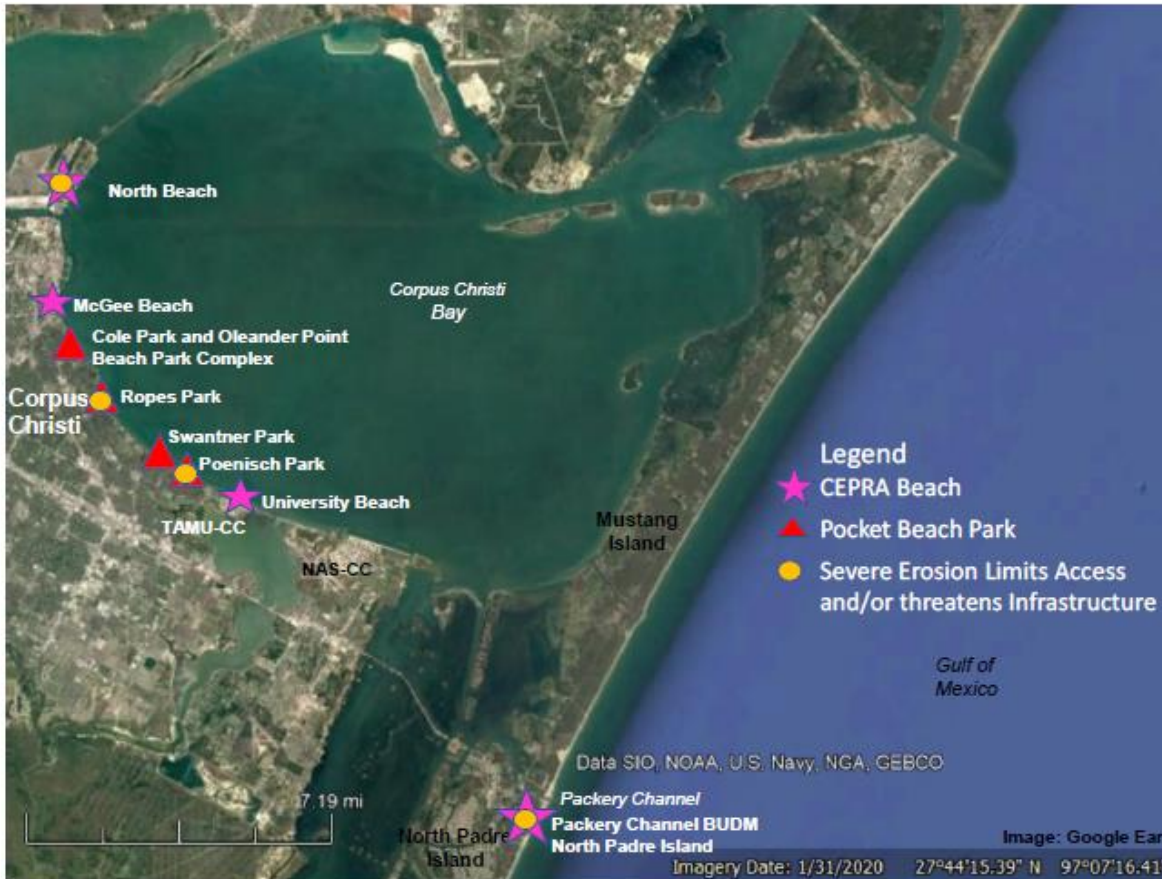 North Beach
Corpus Christi
Bay
McGee Beach
Cole Park and Oleander Point
Beach Park Complex
Ropes Park
Corpus
Christi
Swantner Park
Poenisch Park
University Beach
TAMU-CC
NAS-CC
Mustang
Island
Legend
CEPRA Beach
Pocket Beach Park
Severe Erosion Limits Access
and/or threatens Infrastructure
Gulf of
Mexico
Data SIO, NOAA, U.S. Navy, NGA, GEBCO
7.19 mi
Packery Channel
Packery Channel BUDM
North Padre Island
North Padre
Island
Image: Google Ear
Imagery Date: 1/31/2020 27°44'15.39" N 97°07'16.41